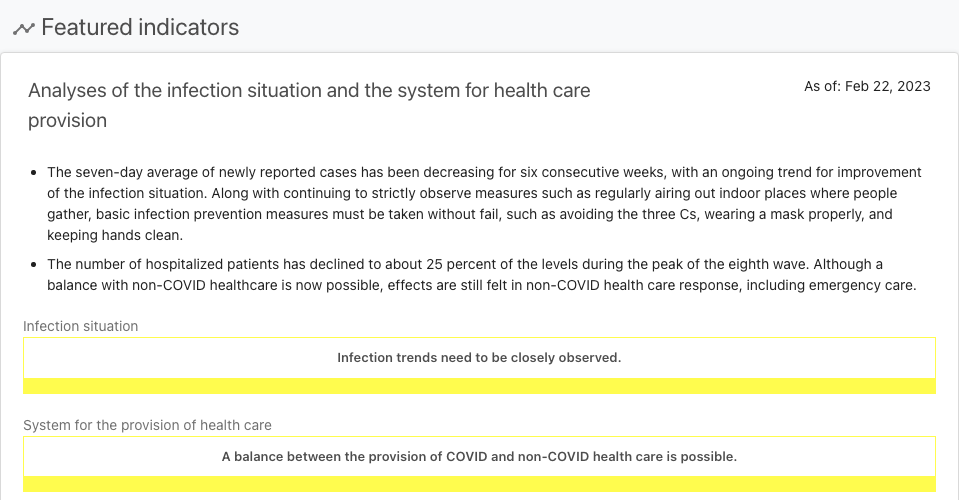 Featured indicators
Analyses of the infection situation and the system for health care
provision
As of: Feb 22, 2023
The seven-day average of newly reported cases has been decreasing for six consecutive weeks, with an ongoing trend for improvement
of the infection situation. Along with continuing to strictly observe measures such as regularly airing out indoor places where people
gather, basic infection prevention measures must be taken without fail, such as avoiding the three Cs, wearing a mask properly, and
keeping hands clean.
The number of hospitalized patients has declined to about 25 percent of the levels during the peak of the eighth wave. Although a
balance with non-COVID healthcare is now possible, effects are still felt in non-COVID health care response, including emergency care.
Infection situation
Infection trends need to be closely observed.
System for the provision of health care
A balance between the provision of COVID and non-COVID health care is possible.